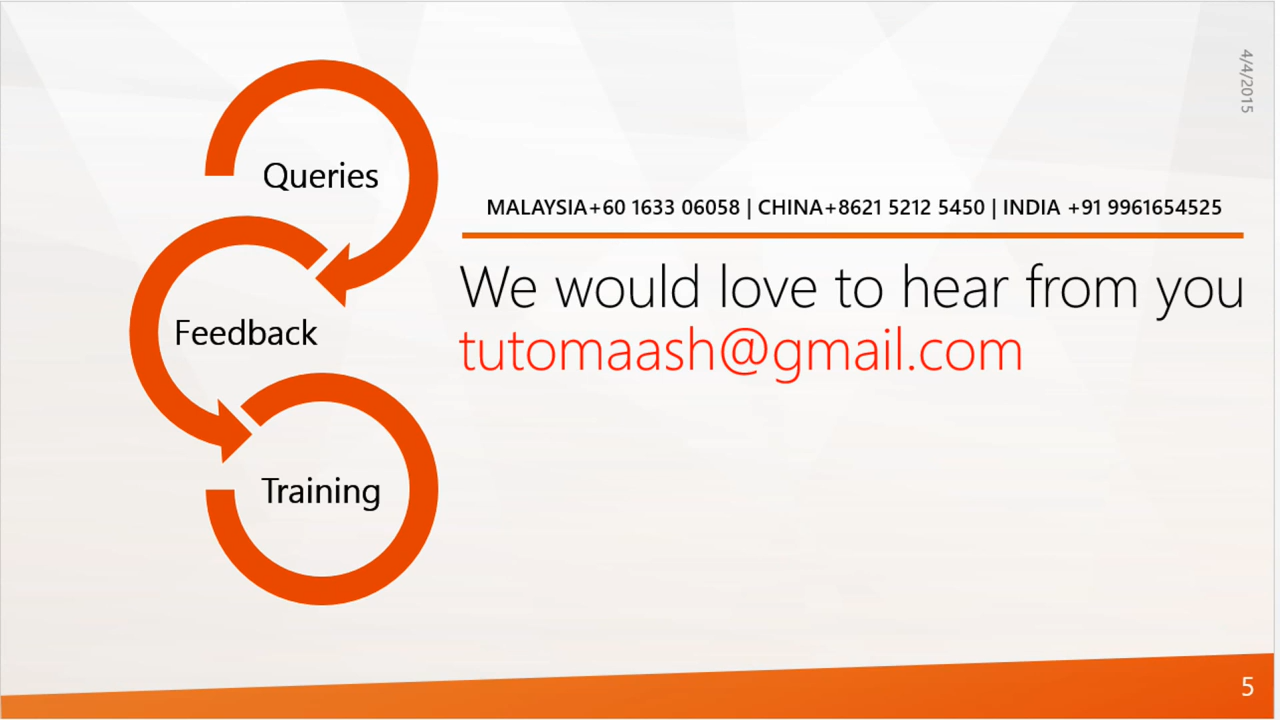 4/4/2015
Queries
MALAYSIA+60 1633 06058 | CHINA+8621 5212 5450 | INDIA +91 9961654525
We would love to hear from you
Feedback
tutomaash@gmail.com
Training
5